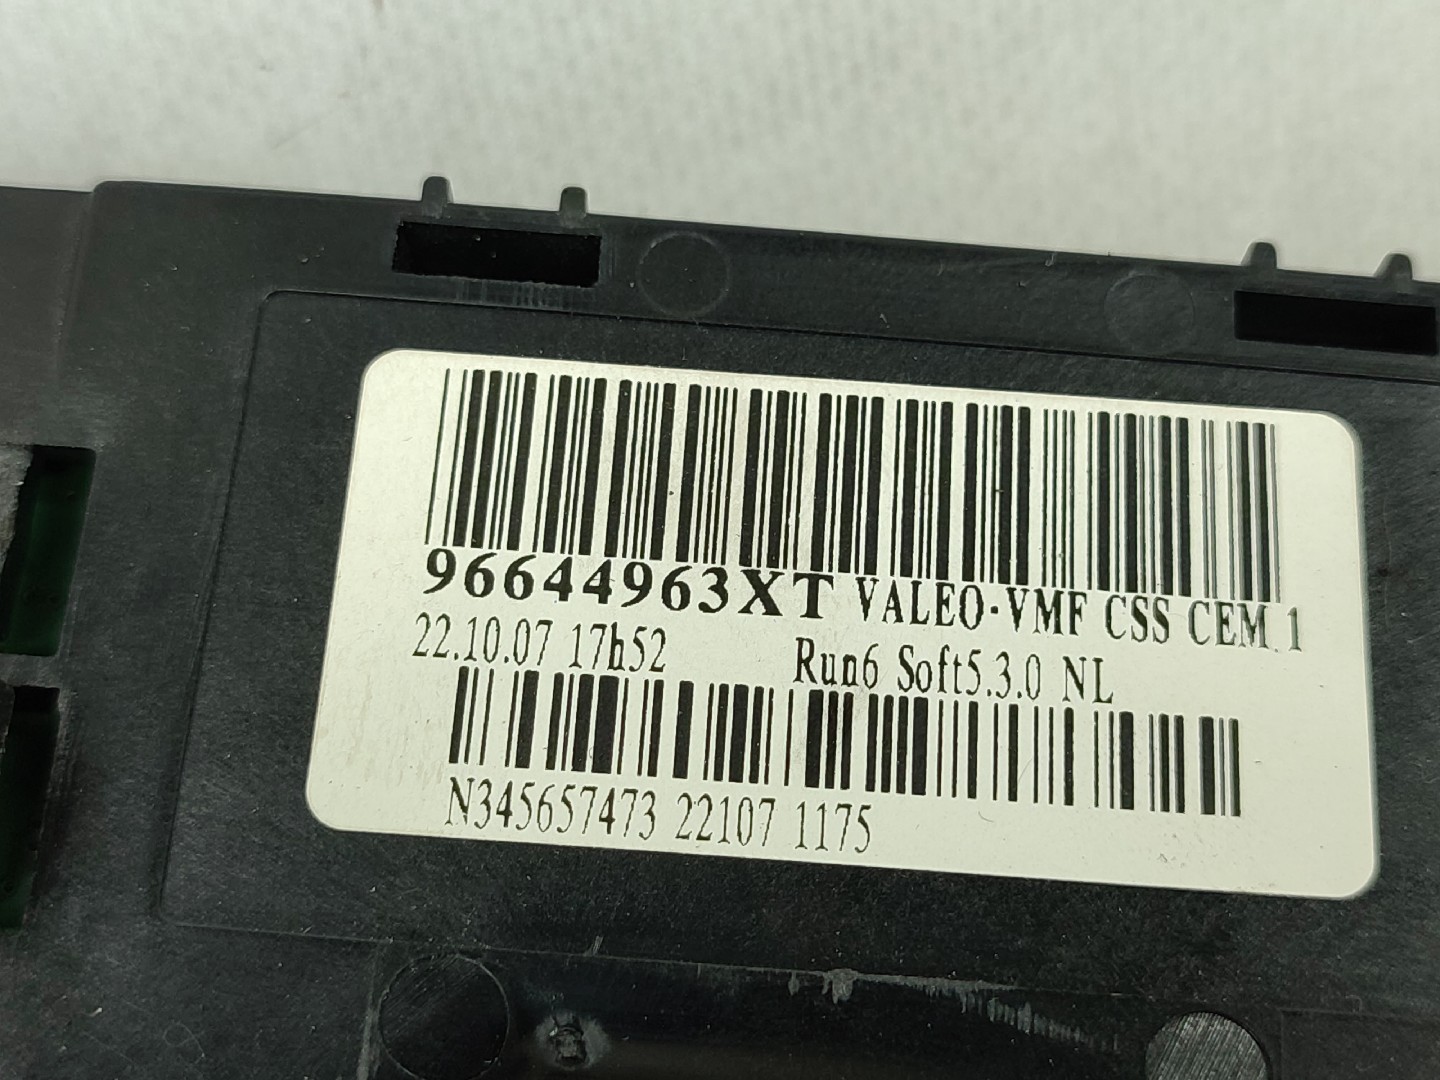 96644963XT VALEO-VMF CSS CEM 1
22.10.07 17h52 Run6 Soft5.3.0 NL
N345657473 22107 1175